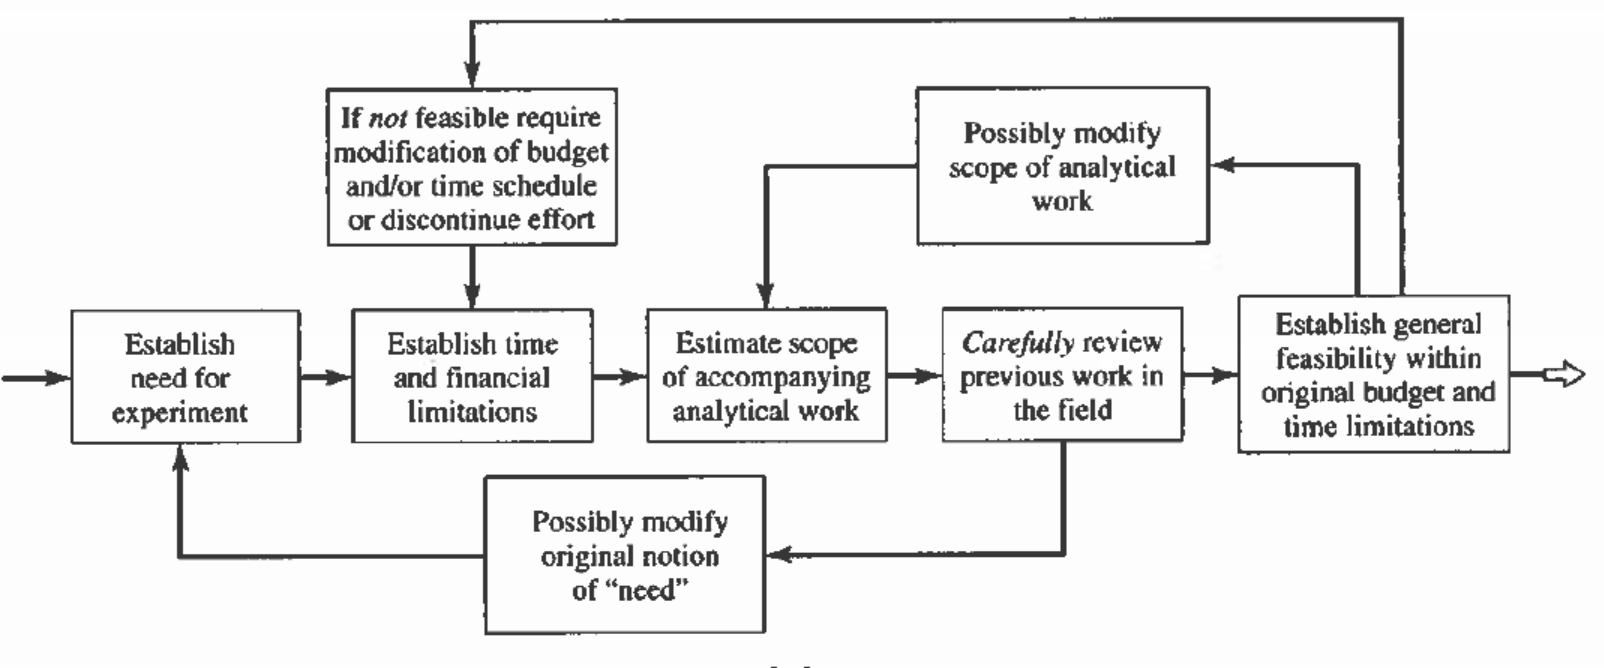 If not feasible require
modification of budget
and/or time schedule
or discontinue effort
Possibly modify
scope of analytical
work
Establish
need for
experiment
Establish time
and financial
limitations
Estimate scope
of accompanying
analytical work
Carefully review
previous work in
the field
Establish general
feasibility within
original budget and
time limitations
Possibly modify
original notion
of “need”